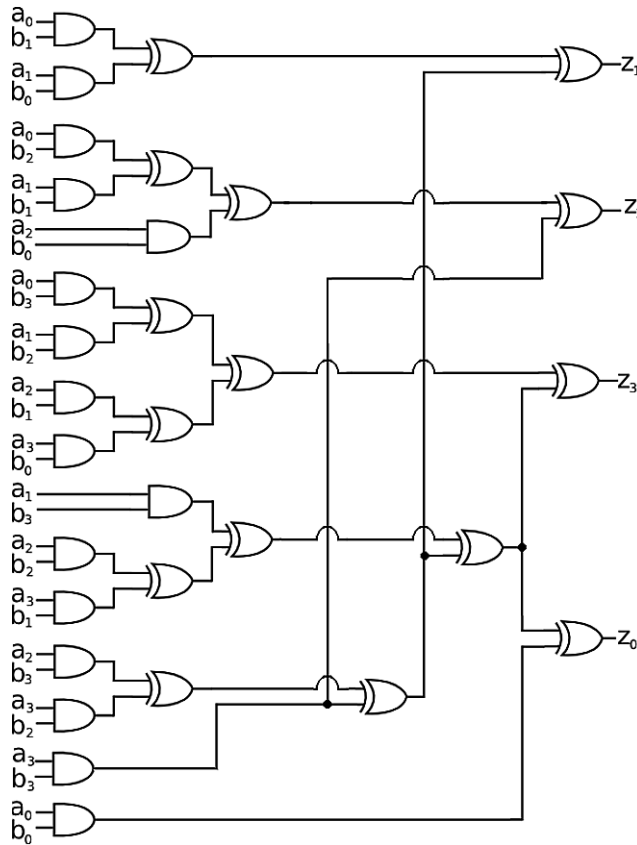 a₀
b₁
Z₁
a₁
b₀
a₀
b₂
a₁
b₁
Z
a₂
b₀
a₀
b₃
a₁
b₂
a₂
b₁
Z₃
a₃
b₀
a₁
b₃
a₂
b₂
a₃
b₁
Z₀
a₂
b₃
a₃
b₂
a₃
b₃
a₀
b₀